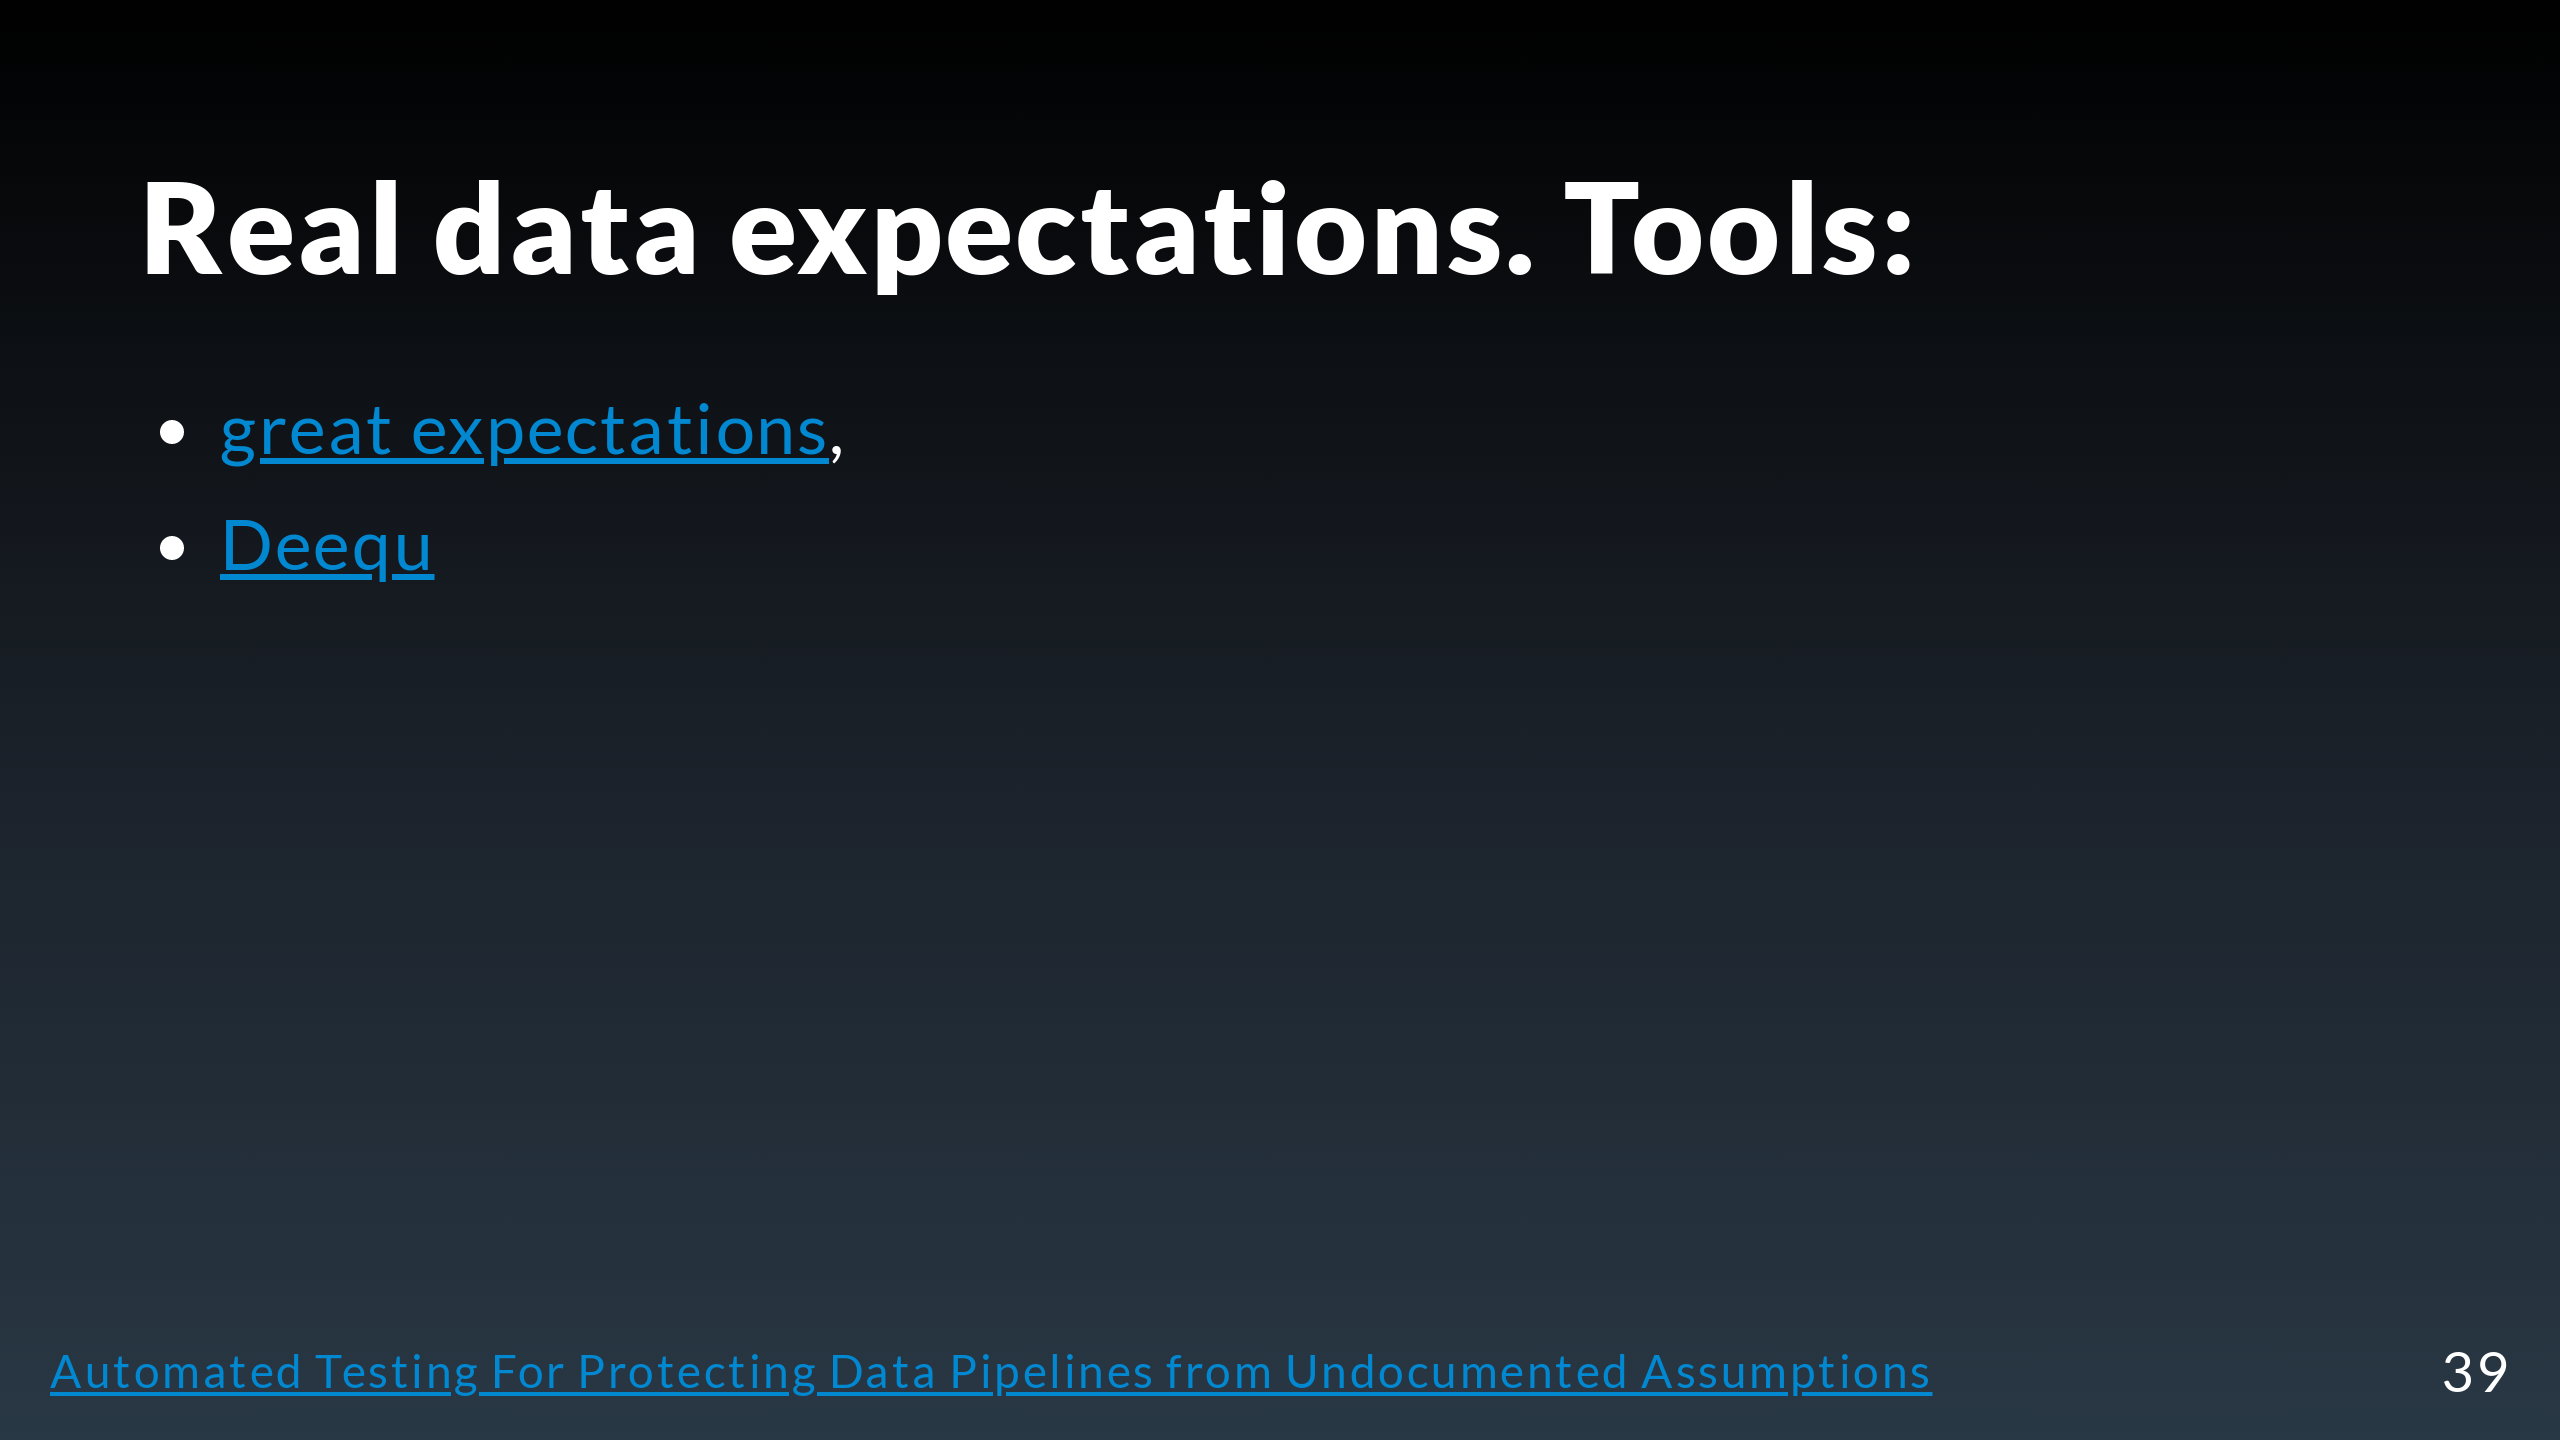 Real data expectations. Tools:
• great expectations,
• Deequ
Automated Testing For Protecting Data Pipelines from Undocumented Assumptions
39